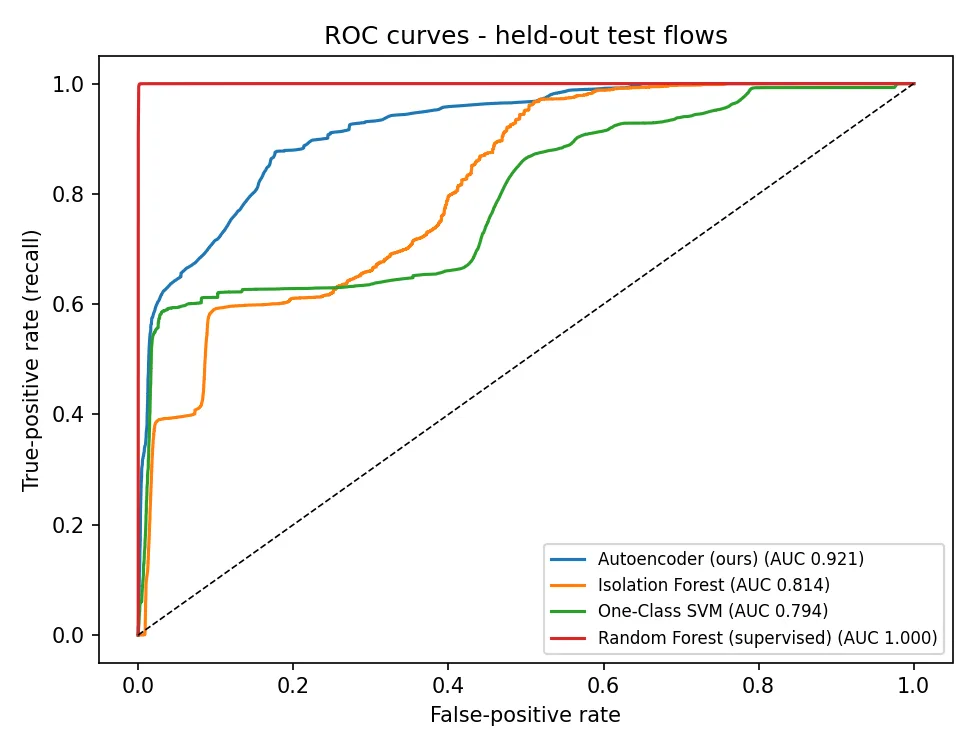 ROC curves - held-out test flows
True-positive rate (recall)
1.0
0.8
0.6
0.4
0.2
0.0
0.0 0.2 0.4 0.6 0.8 1.0
False-positive rate
Autoencoder (ours) (AUC 0.921)
Isolation Forest (AUC 0.814)
One-Class SVM (AUC 0.794)
Random Forest (supervised) (AUC 1.000)